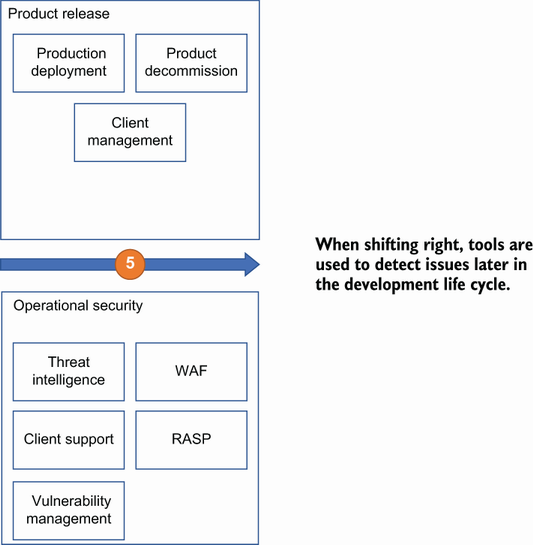 Product release
Production
deployment
Product
decommission
Client
management
5
When shifting right, tools are
used to detect issues later in
the development life cycle.
Operational security
Threat
intelligence
WAF
Client support
RASP
Vulnerability
management